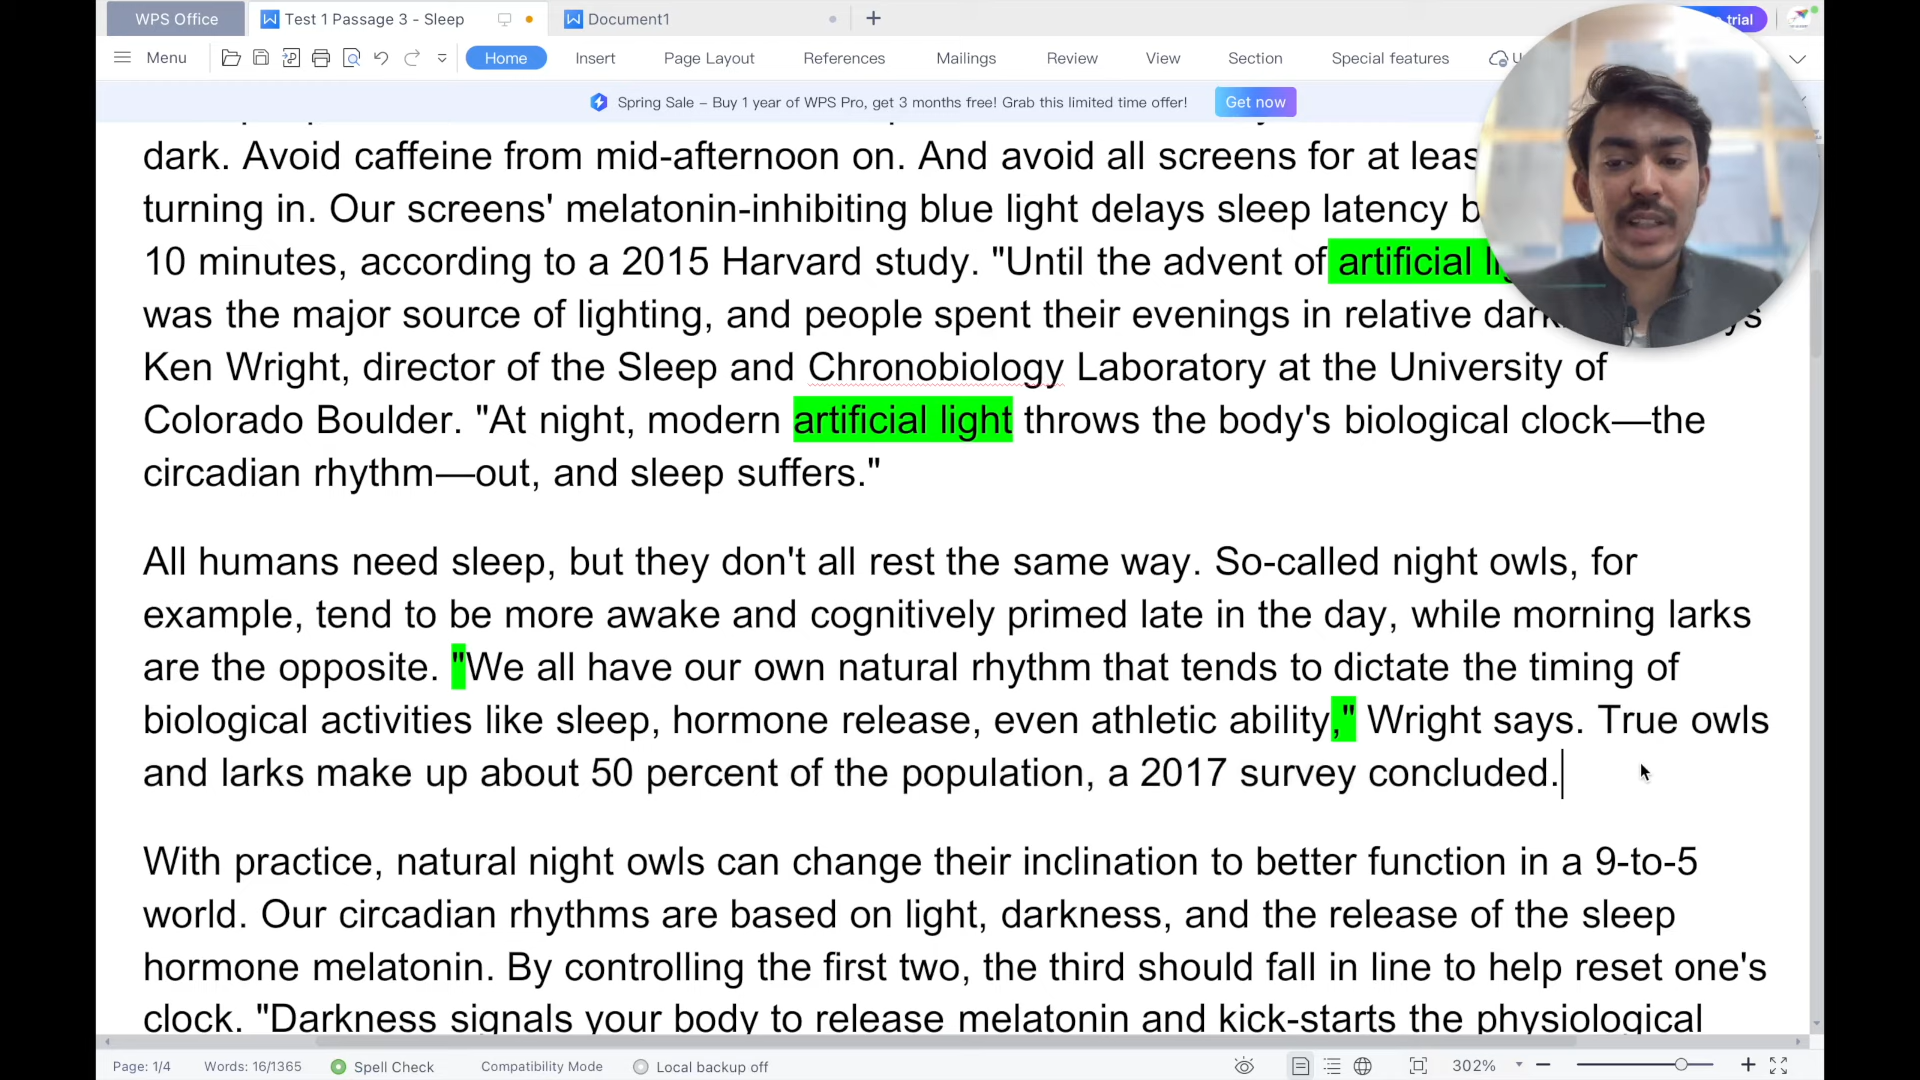 WPS Office
Test 1 Passage 3 - Sleep
Document1
trial
Menu
Home
Insert
Page Layout
References
Mailings
Review
View
Section
Special features
Spring Sale – Buy 1 year of WPS Pro, get 3 months free! Grab this limited time offer!
Get now
dark. Avoid caffeine from mid-afternoon on. And avoid all screens for at leas
turning in. Our screens' melatonin-inhibiting blue light delays sleep latency b
10 minutes, according to a 2015 Harvard study. "Until the advent of artificial
was the major source of lighting, and people spent their evenings in relative dark
Ken Wright, director of the Sleep and Chronobiology Laboratory at the University of
Colorado Boulder. "At night, modern artificial light throws the body's biological clock—the
circadian rhythm—out, and sleep suffers."
All humans need sleep, but they don't all rest the same way. So-called night owls, for
example, tend to be more awake and cognitively primed late in the day, while morning larks
are the opposite. "We all have our own natural rhythm that tends to dictate the timing of
biological activities like sleep, hormone release, even athletic ability," Wright says. True owls
and larks make up about 50 percent of the population, a 2017 survey concluded.
With practice, natural night owls can change their inclination to better function in a 9-to-5
world. Our circadian rhythms are based on light, darkness, and the release of the sleep
hormone melatonin. By controlling the first two, the third should fall in line to help reset one's
clock. "Darkness signals your body to release melatonin and kick-starts the physiological
Page: 1/4
Words: 16/1365
Spell Check
Compatibility Mode
Local backup off
302%